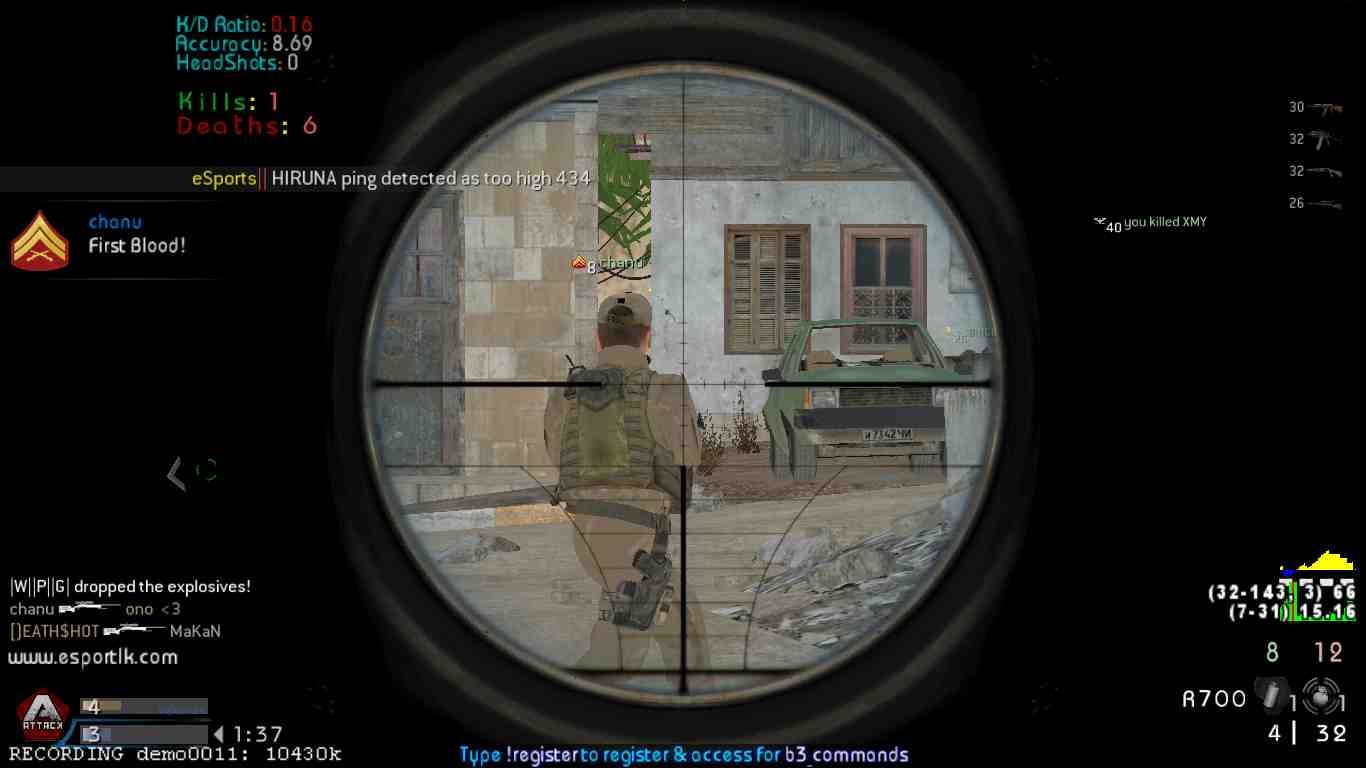 K/D Ratio: 0.16
Accuracy: 8.69
HeadShots: 0
Kills: 1
Deaths: 6
eSports|| HIRUNA ping detected as too high 434
chanu
First Blood!
8 chanu
30
32
32
26
40 you killed XMY
|W||P||G| dropped the explosives!
chanu ono <3
[)EATH$HOT MaKaN
www.esportlk.com
(32-143, 3) 66
(7-31) 15.16
8 12
R700 1 1
4 | 32
ATTACK
4
3 1:37
RECORDING demo0011: 10430k
Type !register to register & access for b3_commands